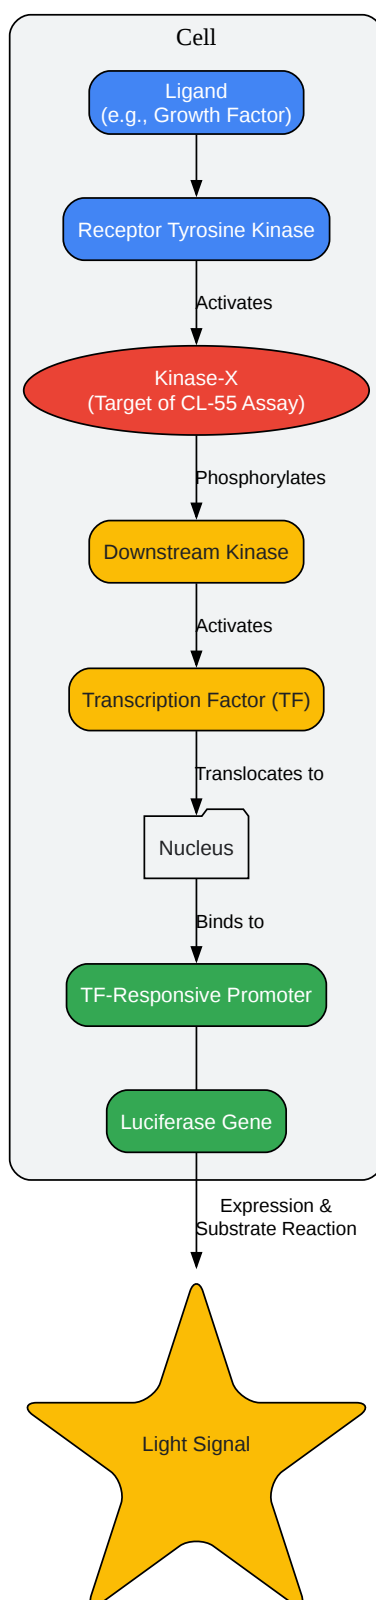 Cell
Ligand
(e.g., Growth Factor)
Receptor Tyrosine Kinase
Activates
Kinase-X
(Target of CL-55 Assay)
Phosphorylates
Downstream Kinase
Activates
Transcription Factor (TF)
Translocates to
Nucleus
Binds to
TF-Responsive Promoter
Luciferase Gene
Expression &
Substrate Reaction
Light Signal